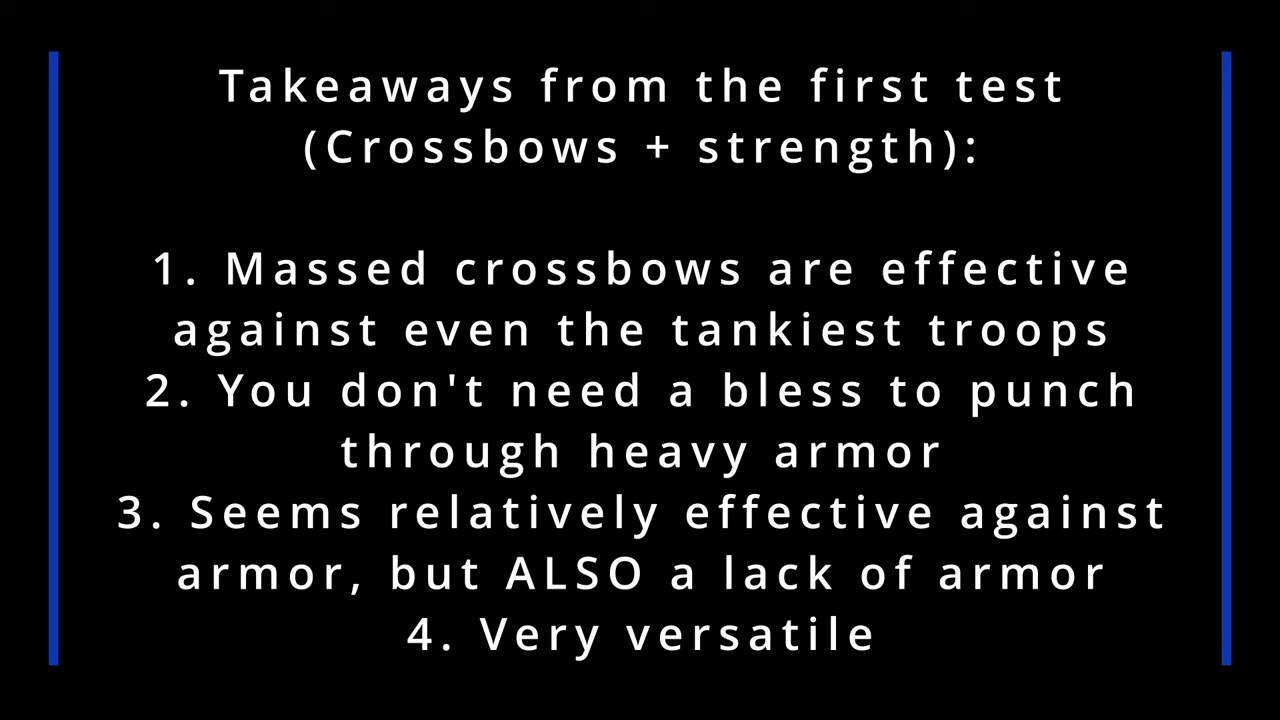 Takeaways from the first test
(Crossbows + strength):
1. Massed crossbows are effective
against even the tankiest troops
2. You don't need a bless to punch
through heavy armor
3. Seems relatively effective against
armor, but ALSO a lack of armor
4. Very versatile